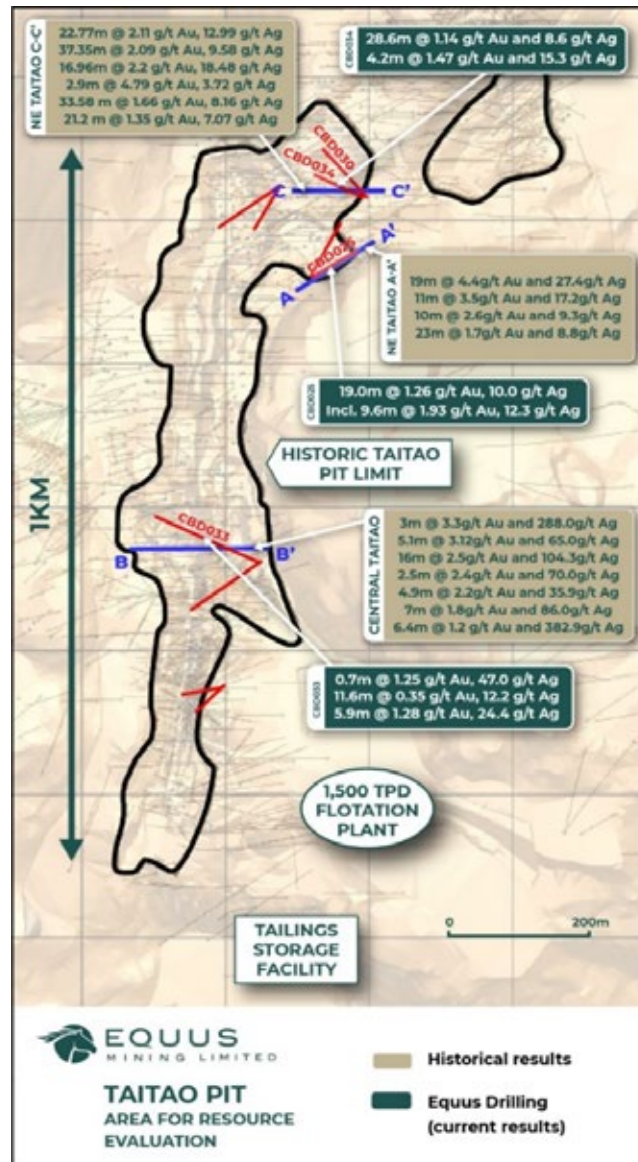 NE TAITAO C-C'
22.77m @ 2.11 g/t Au, 12.99 g/t Ag
37.35m @ 2.09 g/t Au, 9.58 g/t Ag
16.96m @ 2.2 g/t Au, 18.48 g/t Ag
2.9m @ 4.79 g/t Au, 3.72 g/t Ag
33.58 m @ 1.66 g/t Au, 8.16 g/t Ag
21.2 m @ 1.35 g/t Au, 7.07 g/t Ag
CBD034
28.6m @ 1.14 g/t Au and 8.6 g/t Ag
4.2m @ 1.47 g/t Au and 15.3 g/t Ag
CBD030
CBD034
C
C'
A'
CBD025
A
NE TAITAO A-A'
19m @ 4.4g/t Au and 27.4g/t Ag
11m @ 3.5g/t Au and 17.2g/t Ag
10m @ 2.6g/t Au and 9.3g/t Ag
23m @ 1.7g/t Au and 8.8g/t Ag
CBD025
19.0m @ 1.26 g/t Au, 10.0 g/t Ag
Incl. 9.6m @ 1.93 g/t Au, 12.3 g/t Ag
HISTORIC TAITAO
PIT LIMIT
1KM
CBD033
B
B'
CENTRAL TAITAO
3m @ 3.3g/t Au and 288.0g/t Ag
5.1m @ 3.12g/t Au and 65.0g/t Ag
16m @ 2.5g/t Au and 104.3g/t Ag
2.5m @ 2.4g/t Au and 70.0g/t Ag
4.9m @ 2.2g/t Au and 35.9g/t Ag
7m @ 1.8g/t Au and 86.0g/t Ag
6.4m @ 1.2 g/t Au and 382.9g/t Ag
CBD033
0.7m @ 1.25 g/t Au, 47.0 g/t Ag
11.6m @ 0.35 g/t Au, 12.2 g/t Ag
5.9m @ 1.28 g/t Au, 24.4 g/t Ag
1,500 TPD
FLOTATION
PLANT
0
200m
TAILINGS
STORAGE
FACILITY
EQUUS
MINING LIMITED
TAITAO PIT
AREA FOR RESOURCE
EVALUATION
Historical results
Equus Drilling
(current results)